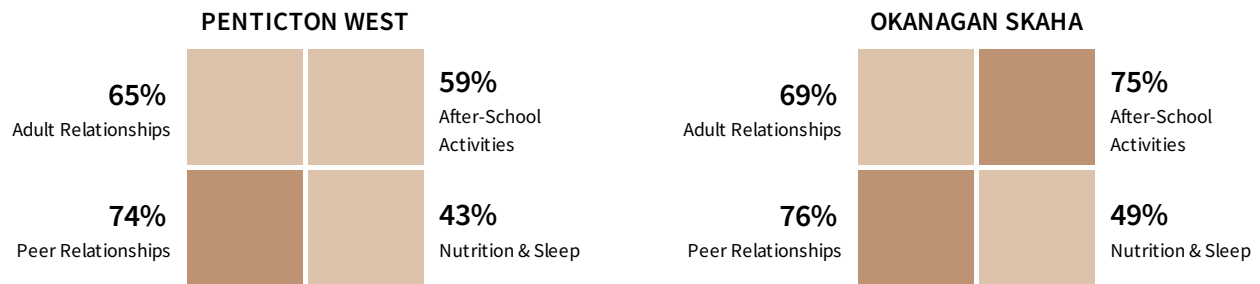 PENTICTON WEST
65%
Adult Relationships
59%
After-School
Activities
74%
Peer Relationships
43%
Nutrition & Sleep
OKANAGAN SKAHA
69%
Adult Relationships
75%
After-School
Activities
76%
Peer Relationships
49%
Nutrition & Sleep